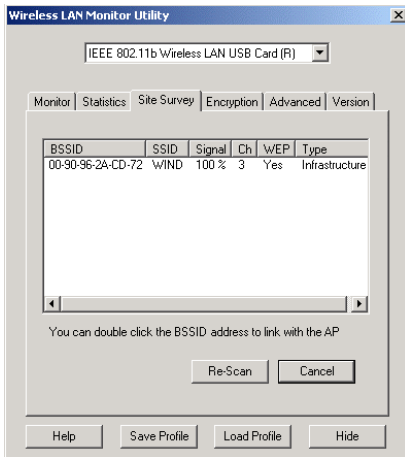 Wireless LAN Monitor Utility
IEEE 802.11b Wireless LAN USB Card (R)
Monitor Statistics Site Survey Encryption Advanced Version
BSSID SSID Signal Ch WEP Type
00-90-96-2A-CD-72 WIND 100 % 3 Yes Infrastructure
You can double click the BSSID address to link with the AP
Re-Scan Cancel
Help Save Profile Load Profile Hide